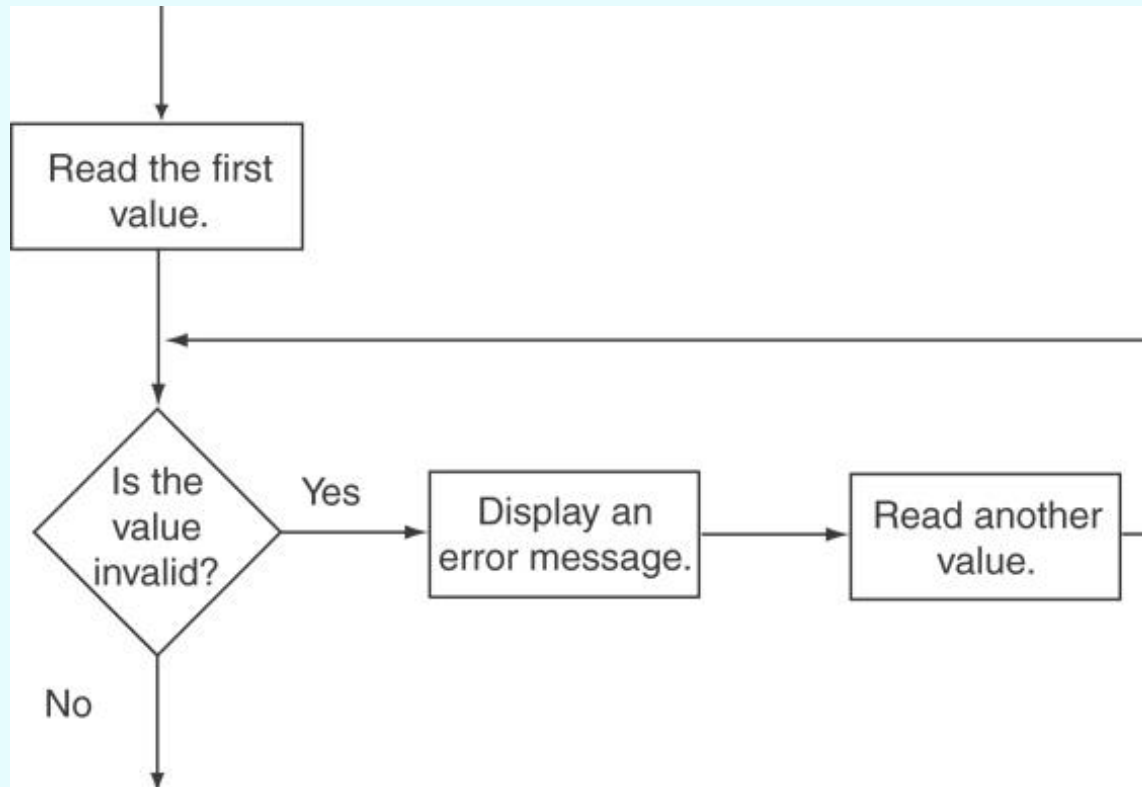 Read the first
value.
Is the
value
invalid?
Yes
Display an
error message.
Read another
value.
No